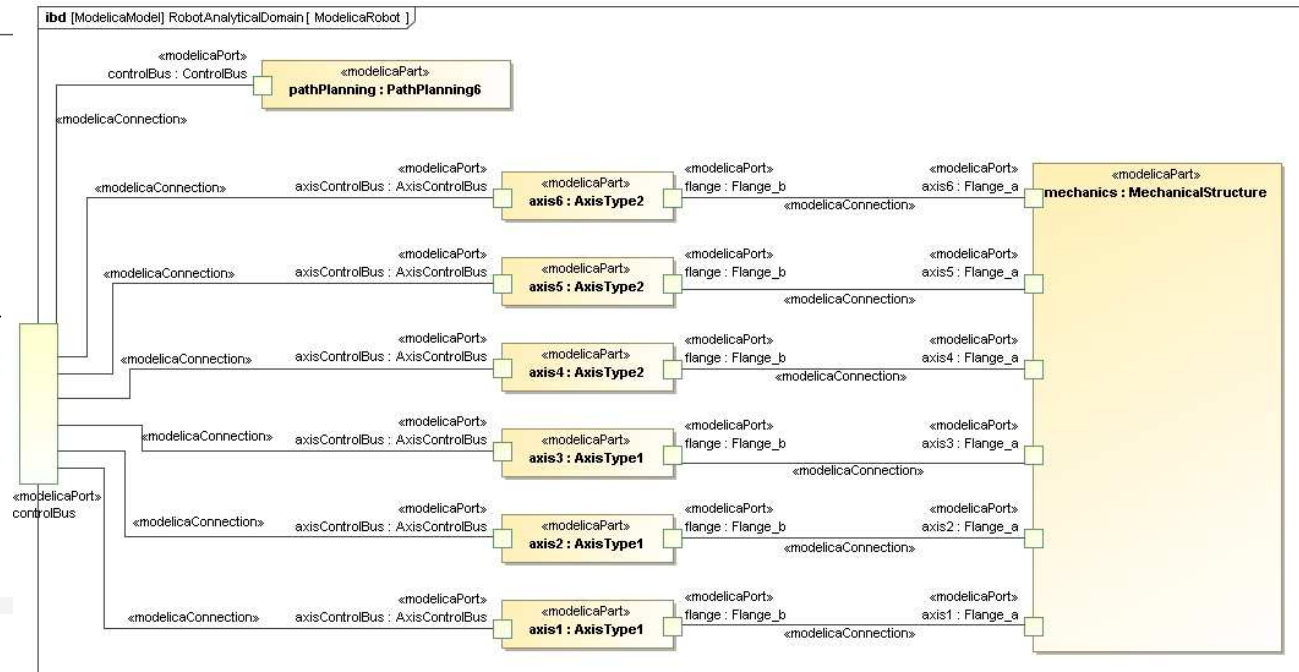 ibd [ModelicaModel] RobotAnalyticalDomain [ ModelicaRobot ]
«modelicaPort»
controlBus : ControlBus
«modelicaPart»
pathPlanning : PathPlanning6
«modelicaConnection»
«modelicaConnection»
«modelicaPort»
axisControlBus : AxisControlBus
«modelicaPart»
axis6 : AxisType2
«modelicaPort»
flange : Flange_b
«modelicaConnection»
«modelicaPort»
axis6 : Flange_a
«modelicaPart»
mechanics : MechanicalStructure
«modelicaConnection»
«modelicaPort»
axisControlBus : AxisControlBus
«modelicaPart»
axis5 : AxisType2
«modelicaPort»
flange : Flange_b
«modelicaConnection»
«modelicaPort»
axis5 : Flange_a
«modelicaConnection»
«modelicaPort»
axisControlBus : AxisControlBus
«modelicaPart»
axis4 : AxisType2
«modelicaPort»
flange : Flange_b
«modelicaConnection»
«modelicaPort»
axis4 : Flange_a
«modelicaConnection»
«modelicaPort»
axisControlBus : AxisControlBus
«modelicaPart»
axis3 : AxisType1
«modelicaPort»
flange : Flange_b
«modelicaConnection»
«modelicaPort»
axis3 : Flange_a
«modelicaPort»
controlBus
«modelicaConnection»
«modelicaPort»
axisControlBus : AxisControlBus
«modelicaPart»
axis2 : AxisType1
«modelicaPort»
flange : Flange_b
«modelicaConnection»
«modelicaPort»
axis2 : Flange_a
«modelicaConnection»
«modelicaPort»
axisControlBus : AxisControlBus
«modelicaPart»
axis1 : AxisType1
«modelicaPort»
flange : Flange_b
«modelicaConnection»
«modelicaPort»
axis1 : Flange_a